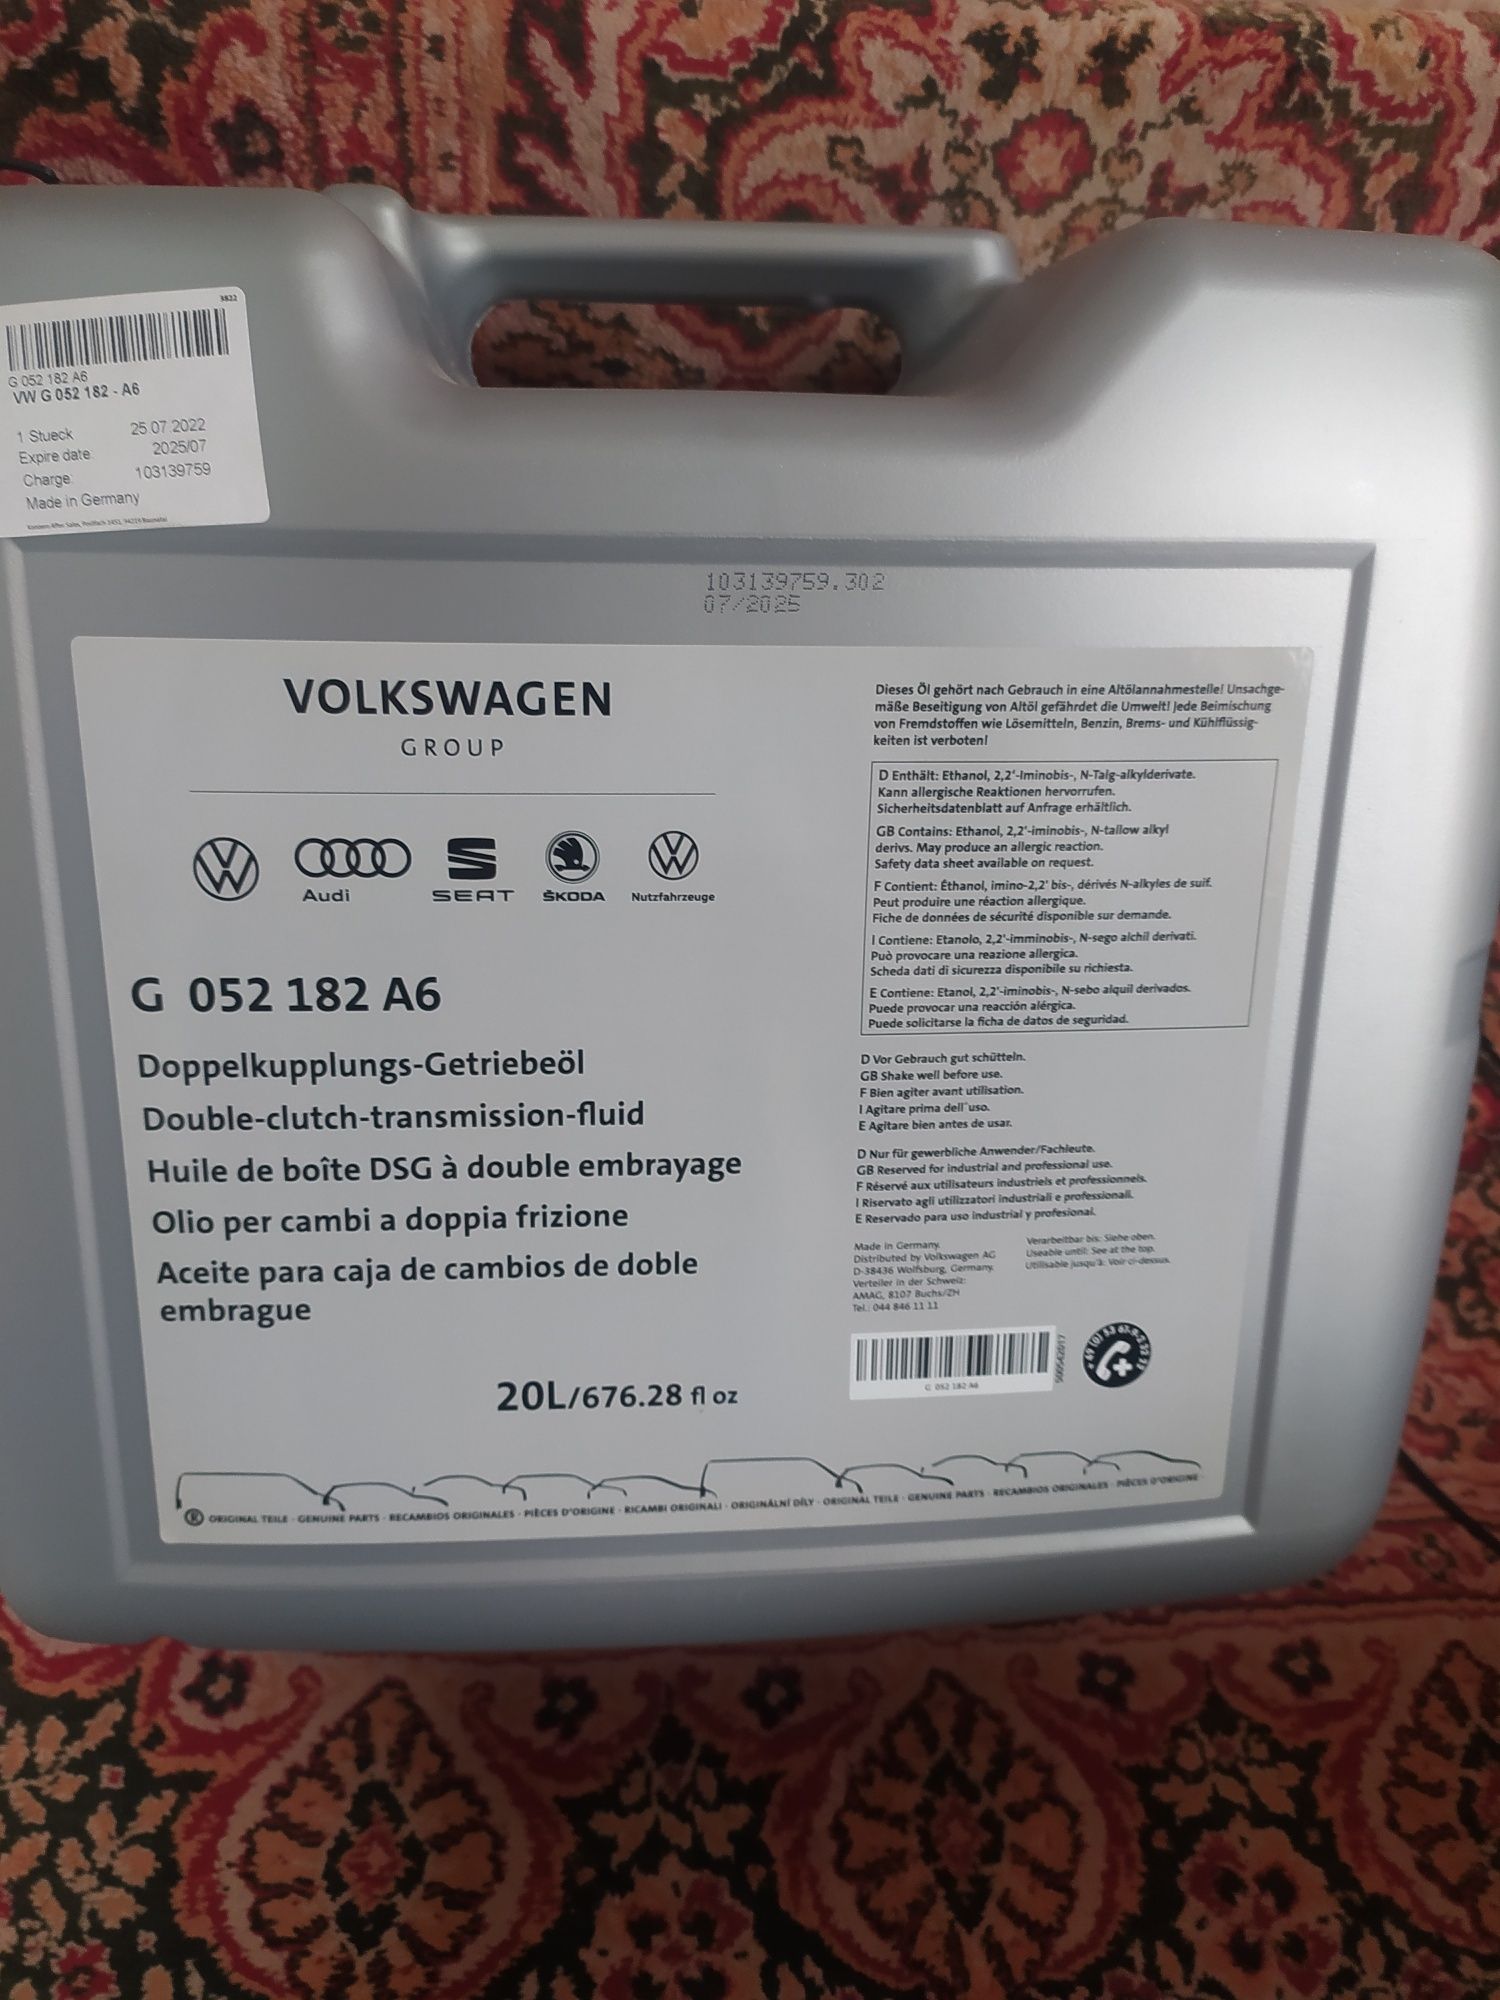 3822
G 052 182 A6
VW G 052 182 - A6
1 Stueck 25.07.2022
Expire date: 2025/07
Charge: 103139759
Made in Germany
103139759.302
07/2025
VOLKSWAGEN
GROUP
Audi
SEAT
ŠKODA
Nutzfahrzeuge
G 052 182 A6
Doppelkupplungs-Getriebeöl
Double-clutch-transmission-fluid
Huile de boîte DSG à double embrayage
Olio per cambi a doppia frizione
Aceite para caja de cambios de doble
embrague
20L/676.28 fl oz
Dieses Öl gehört nach Gebrauch in eine Altölannahmestelle! Unsachge-
mäße Beseitigung von Altöl gefährdet die Umwelt! Jede Beimischung
von Fremdstoffen wie Lösemitteln, Benzin, Brems- und Kühlflüssig-
keiten ist verboten!
D Enthält: Ethanol, 2,2'-Iminobis-, N-Talg-alkylderivate.
Kann allergische Reaktionen hervorrufen.
Sicherheitsdatenblatt auf Anfrage erhältlich.
GB Contains: Ethanol, 2,2'-iminobis-, N-tallow alkyl
derivs. May produce an allergic reaction.
Safety data sheet available on request.
F Contient: Éthanol, imino-2,2' bis-, dérivés N-alkyles de suif.
Peut produire une réaction allergique.
Fiche de données de sécurité disponible sur demande.
I Contiene: Etanolo, 2,2'-imminobis-, N-sego alchil derivati.
Può provocare una reazione allergica.
Scheda dati di sicurezza disponibile su richiesta.
E Contiene: Etanol, 2,2'-iminobis-, N-sebo alquil derivados.
Puede provocar una reacción alérgica.
Puede solicitarse la ficha de datos de seguridad.
D Vor Gebrauch gut schütteln.
GB Shake well before use.
F Bien agiter avant utilisation.
I Agitare prima dell'uso.
E Agitare bien antes de usar.
D Nur für gewerbliche Anwender/Fachleute.
GB Reserved for industrial and professional use.
F Réservé aux utilisateurs industriels et professionnels.
I Riservato agli utilizzatori industriali e professionali.
E Reservado para uso industrial y profesional.
Made in Germany.
Distributed by Volkswagen AG
D-38436 Wolfsburg, Germany.
Verteiler in der Schweiz:
AMAG, 8107 Buchs/ZH
Tel.: 044 846 11 11
Verarbeitbar bis: Siehe oben.
Useable until: See at the top.
Utilisable jusqu'à: Voir ci-dessus.
G 052 182 A6
® ORIGINAL TEILE · GENUINE PARTS · RECAMBIOS ORIGINALES · PIÈCES D'ORIGINE · RICAMBI ORIGINALI · ORIGINÁLNÍ DÍLY · ORIGINAL TEILE · GENUINE PARTS · RECAMBIOS ORIGINALES · PIÈCES D'ORIGINE ·